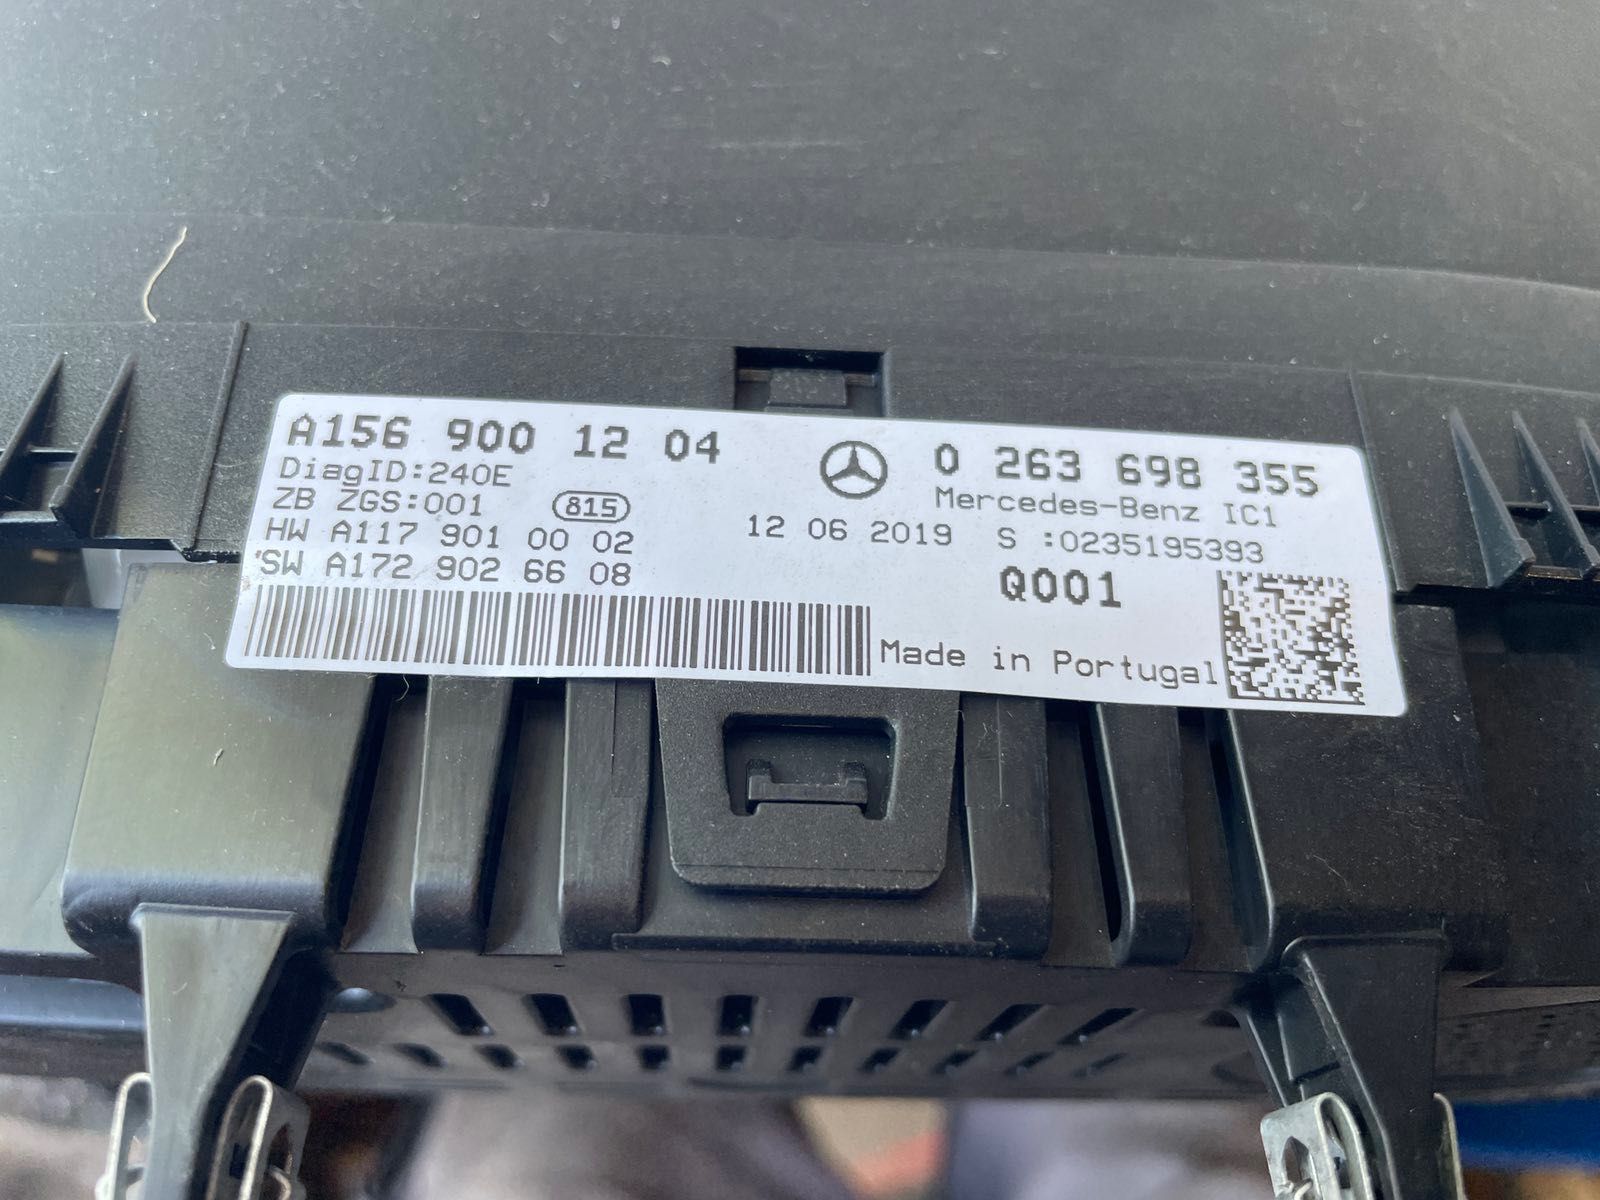 A156 900 12 04
DiagID:240E
ZB ZGS:001 815
HW A117 901 00 02
SW A172 902 66 08
12 06 2019
0 263 698 355
Mercedes-Benz IC1
S :0235195393
Q001
Made in Portugal